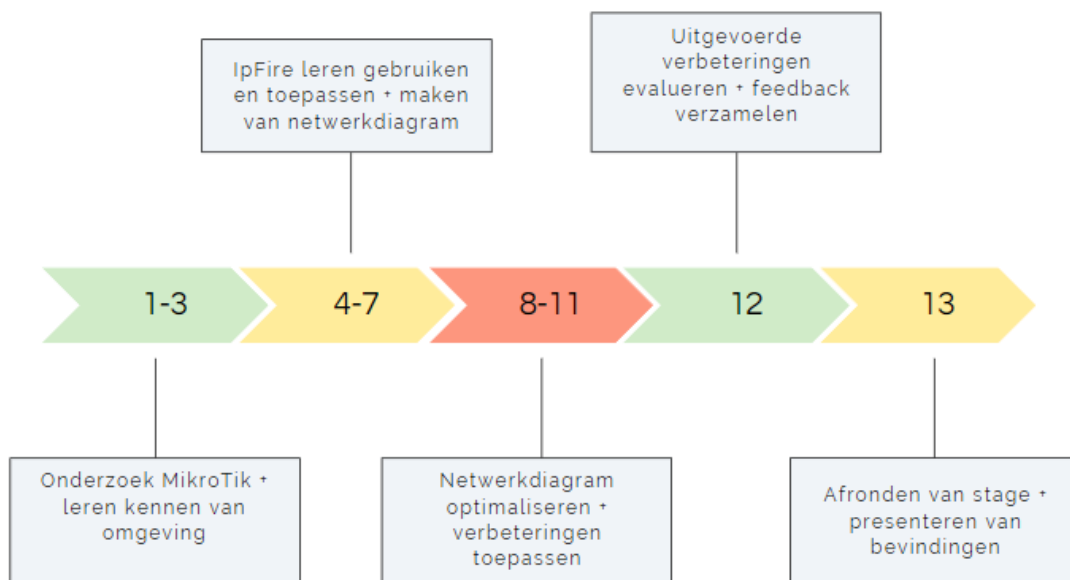 IpFire leren gebruiken
en toepassen + maken
van netwerkdiagram
Uitgevoerde
verbeteringen
evalueren + feedback
verzamelen
1-3
4-7
8-11
12
13
Onderzoek MikroTik +
leren kennen van
omgeving
Netwerkdiagram
optimaliseren +
verbeteringen
toepassen
Afronden van stage +
presenteren van
bevindingen